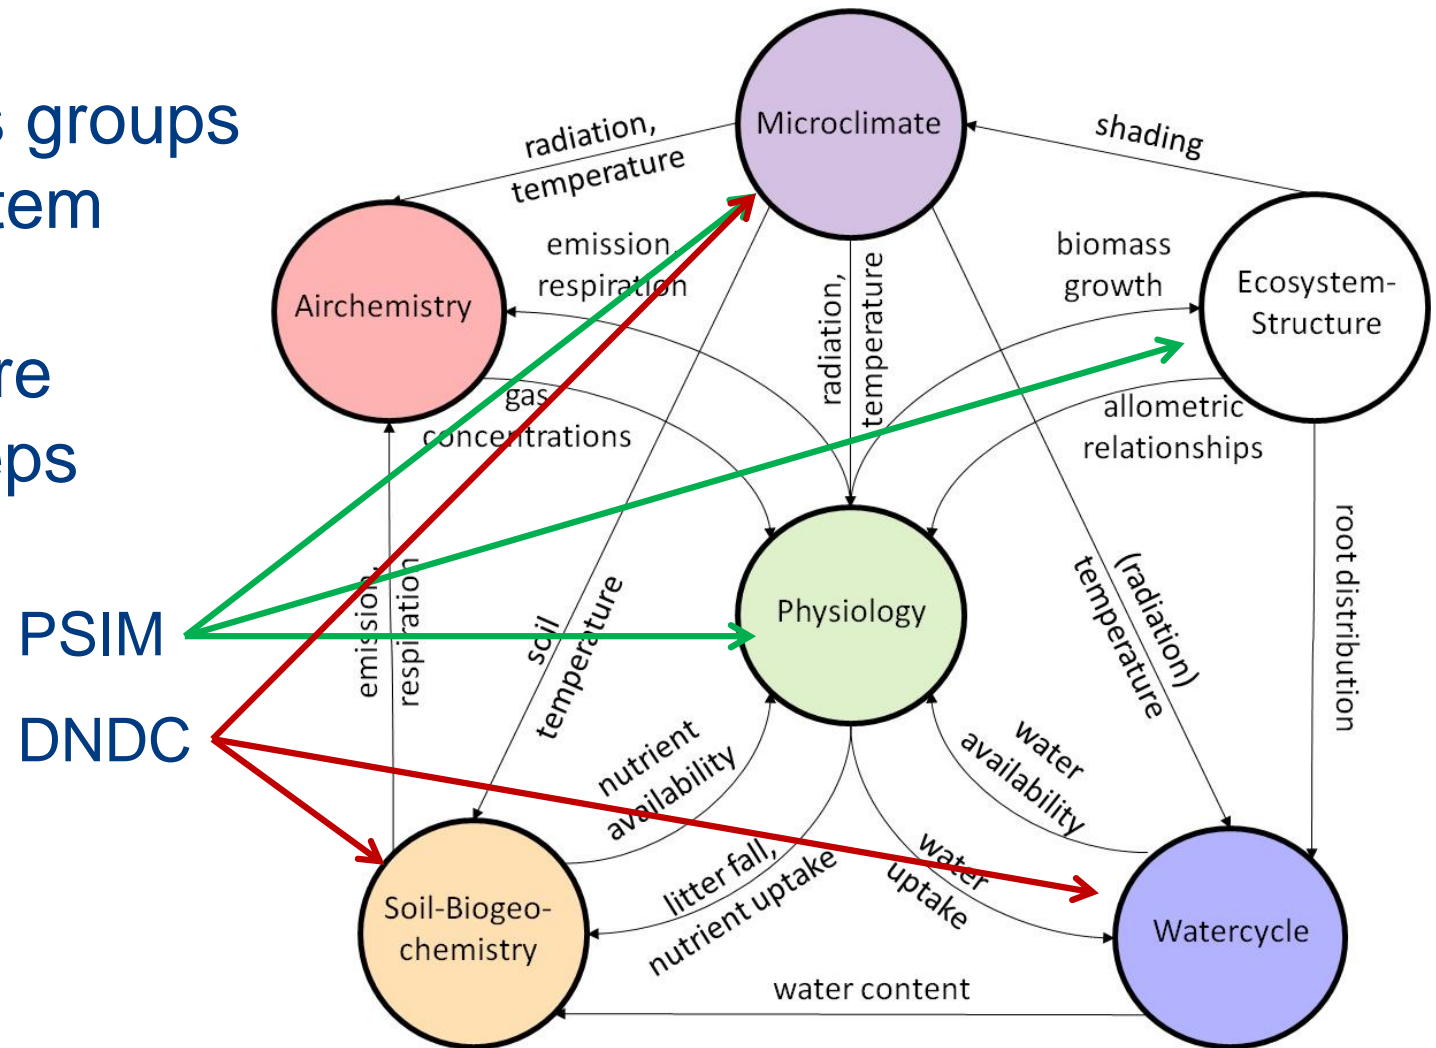 s groups
tem
re
eps
PSIM
DNDC
Microclimate
shading
radiation,
temperature
Airchemistry
emission,
respiration
biomass
growth
Ecosystem-
Structure
radiation,
temperature
gas
concentrations
allometric
relationships
emission,
respiration
soil
temperature
Physiology
(radiation)
temperature
root distribution
nutrient
availability
water
availability
litter fall,
nutrient uptake
water
uptake
Soil-Biogeo-
chemistry
Watercycle
water content